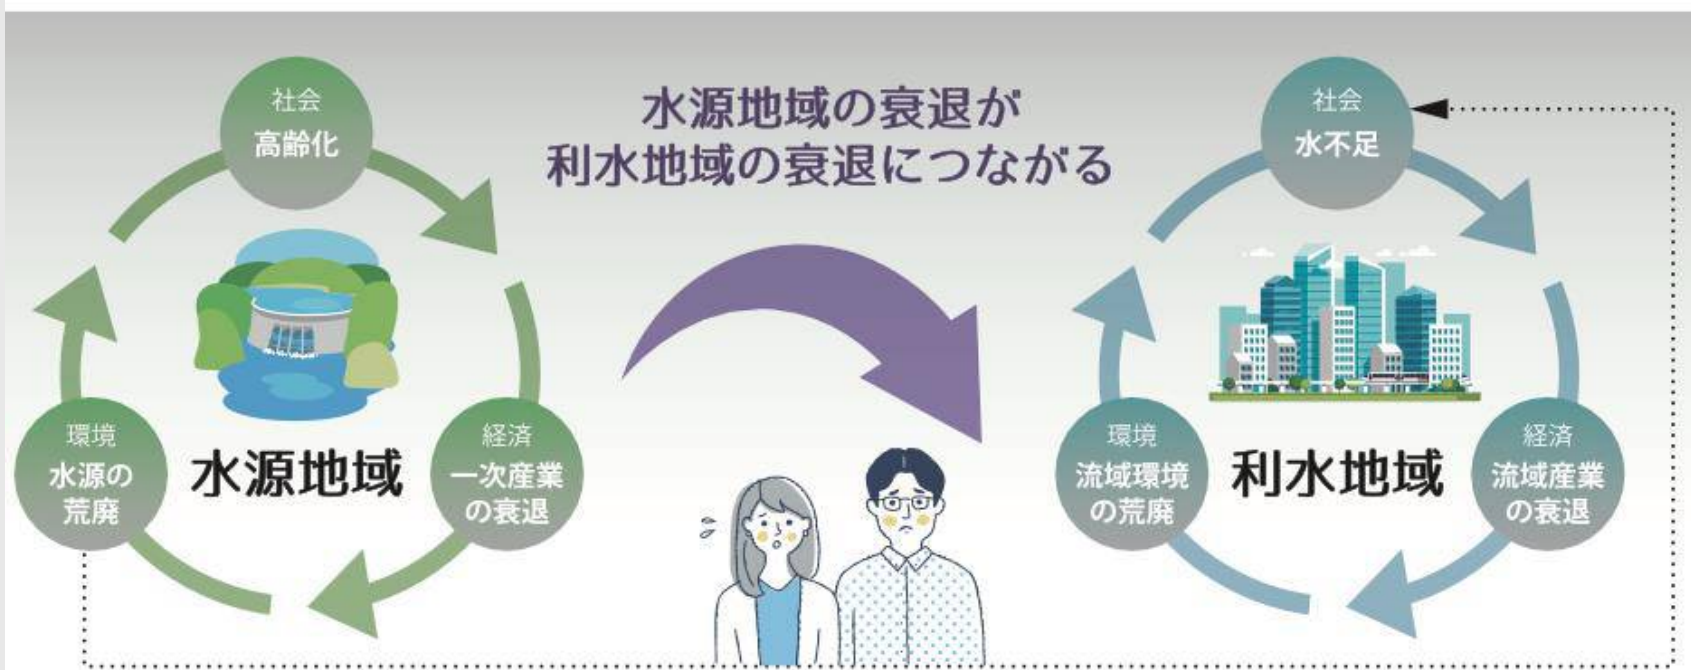 水源地域の衰退が
利水地域の衰退につながる
社会
高齢化
経済
一次産業
の衰退
環境
水源の
荒廃
水源地域
社会
水不足
経済
流域産業
の衰退
環境
流域環境
の荒廃
利水地域